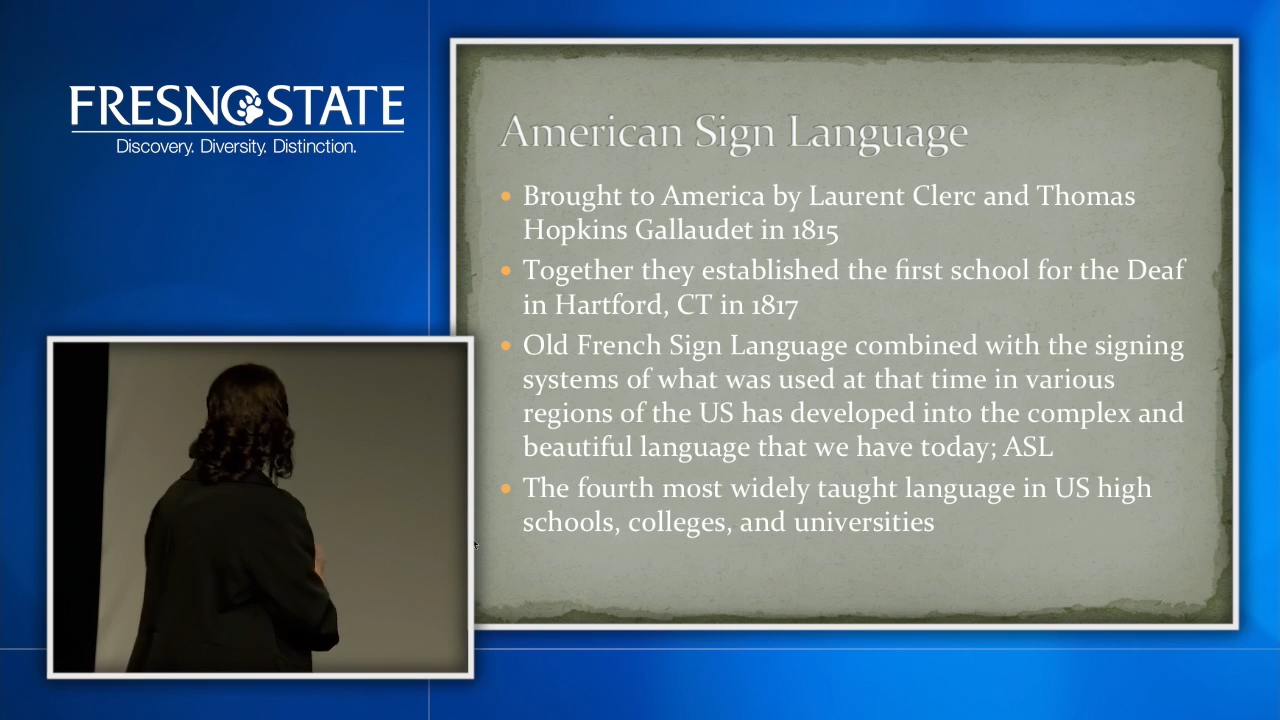 FRESNO STATE
Discovery. Diversity. Distinction.
American Sign Language
• Brought to America by Laurent Clerc and Thomas
Hopkins Gallaudet in 1815
• Together they established the first school for the Deaf
in Hartford, CT in 1817
• Old French Sign Language combined with the signing
systems of what was used at that time in various
regions of the US has developed into the complex and
beautiful language that we have today; ASL
• The fourth most widely taught language in US high
schools, colleges, and universities